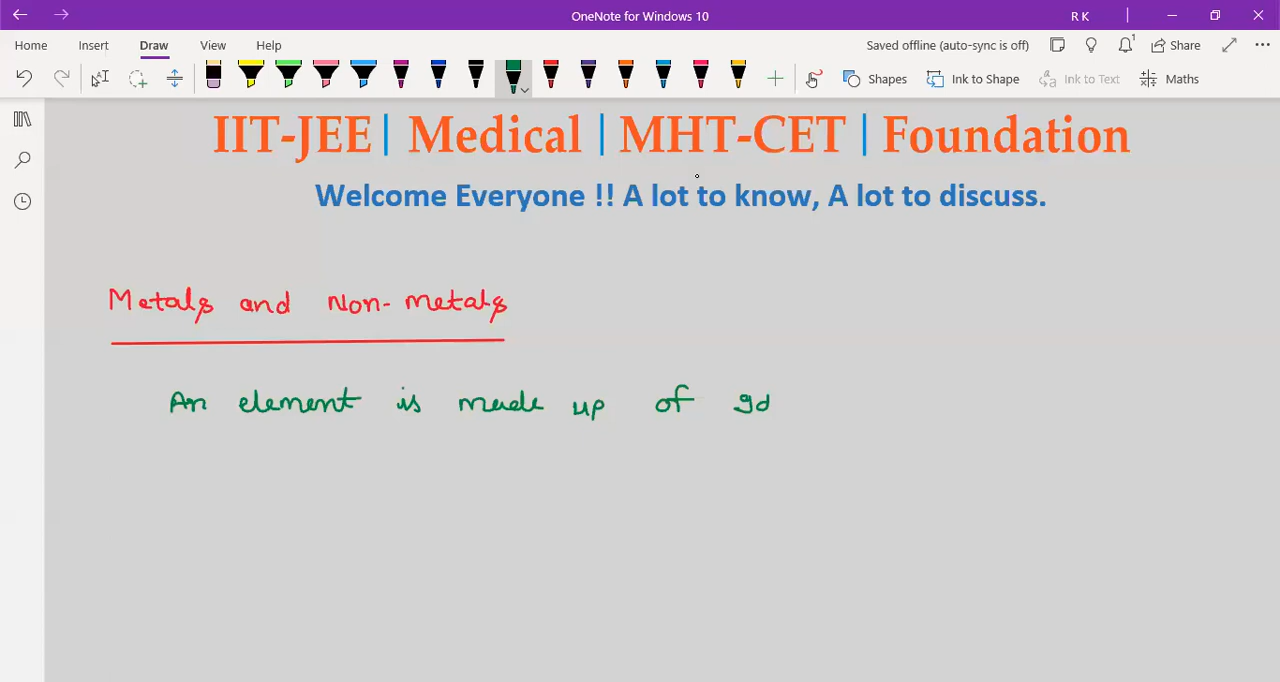 OneNote for Windows 10
R K
Home Insert Draw View Help
Saved offline (auto-sync is off) 1 Share
Shapes Ink to Shape Ink to Text Maths
IIT-JEE | Medical | MHT-CET | Foundation
Welcome Everyone !! A lot to know, A lot to discuss.
Metals and Non-metals
An element is made up of